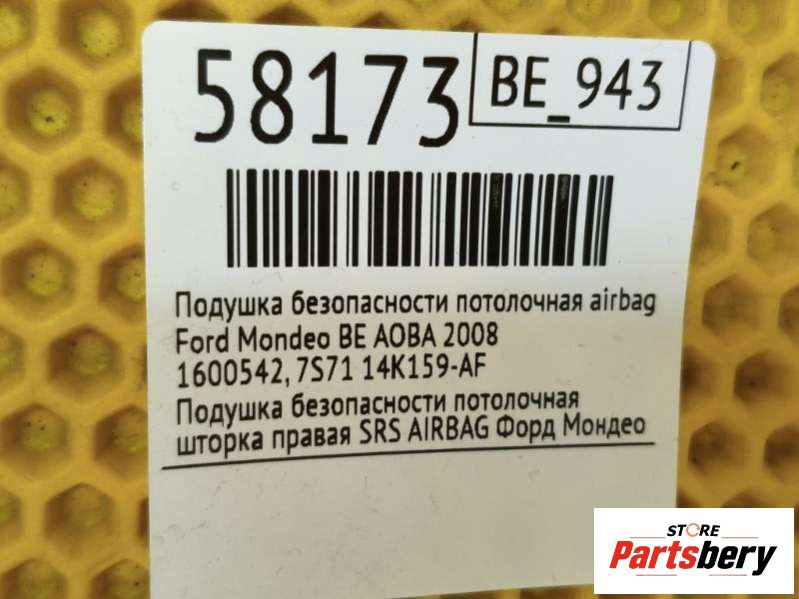 58173
BE_943
Подушка безопасности потолочная airbag
Ford Mondeo BE AOBA 2008
1600542, 7S71 14K159-AF
Подушка безопасности потолочная
шторка правая SRS AIRBAG Форд Мондео
STORE
Partsbery